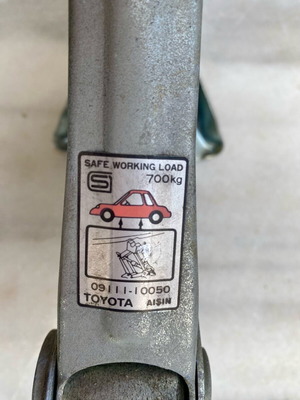 SAFE WORKING LOAD
700kg
09111-10050
TOYOTA AISIN